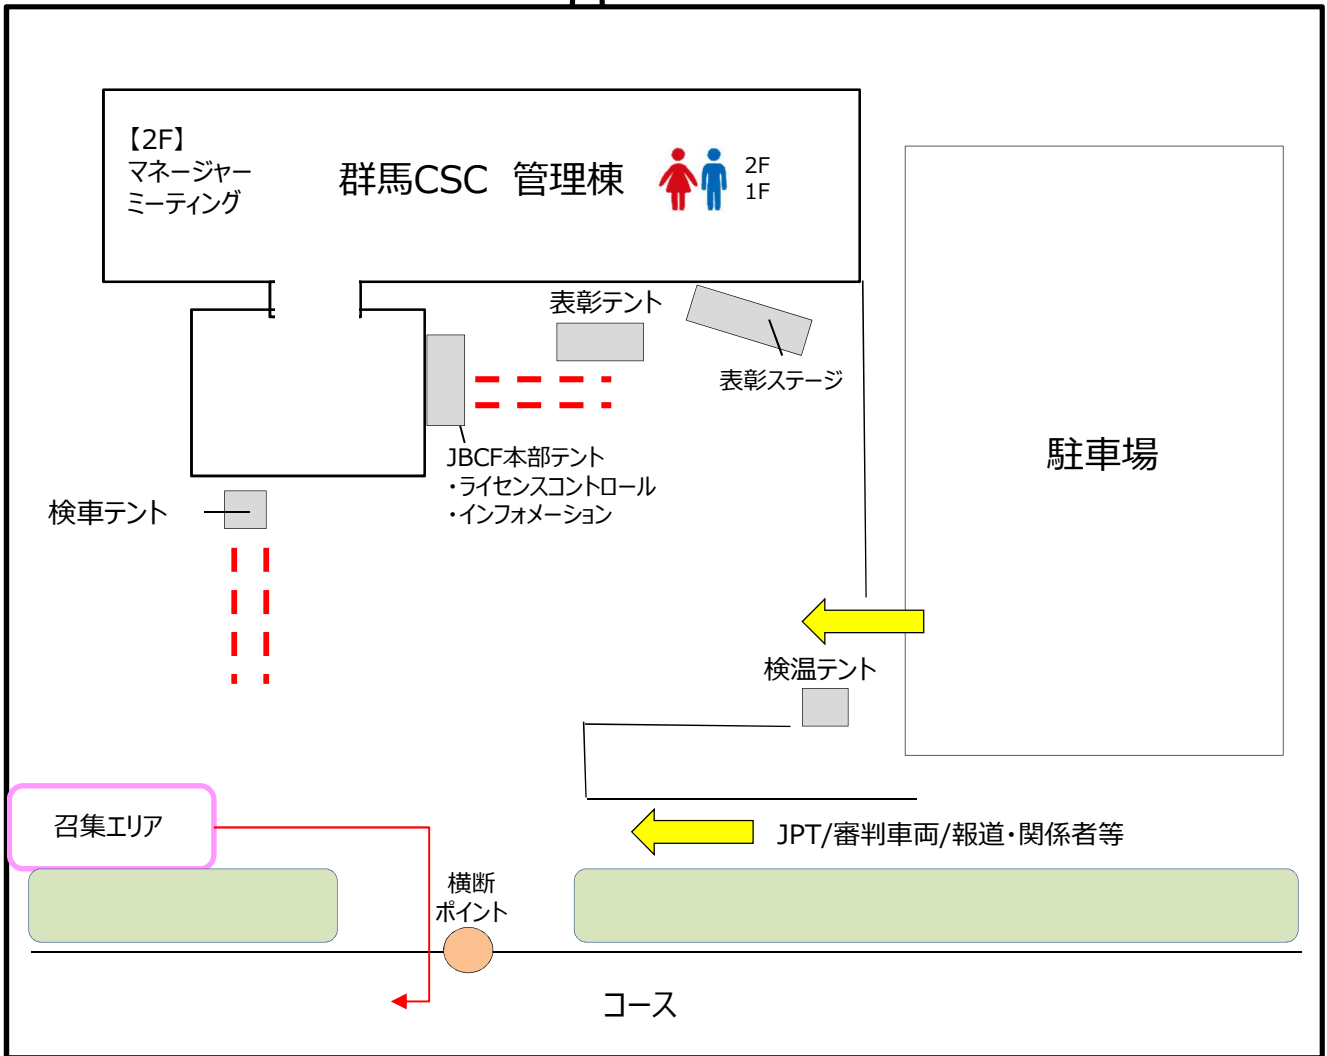 【2F】
マネージャー
ミーティング
群馬CSC 管理棟
2F
1F
表彰テント
表彰ステージ
JBCF本部テント
・ライセンスコントロール
・インフォメーション
駐車場
検車テント
検温テント
召集エリア
JPT/審判車両/報道・関係者等
横断
ポイント
コース